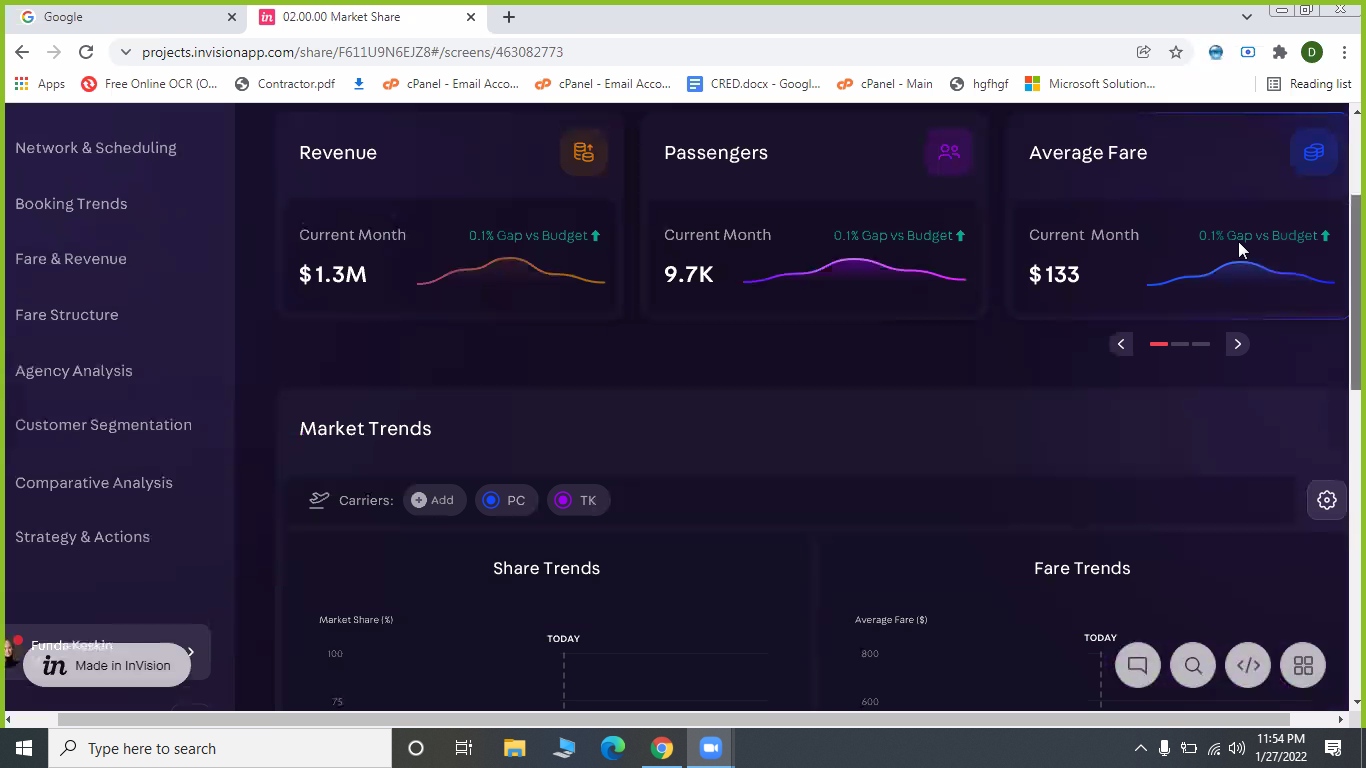 Google
in 02.00.00 Market Share
projects.invisionapp.com/share/F611U9N6EJZ8#/screens/463082773
D
Apps Free Online OCR (O... Contractor.pdf cPanel - Email Acco... cPanel - Email Acco... CRED.docx - Googl... cPanel - Main hgfhgf Microsoft Solution... Reading list
Network & Scheduling
Booking Trends
Fare & Revenue
Fare Structure
Agency Analysis
Customer Segmentation
Comparative Analysis
Strategy & Actions
Funda Keskin
in Made in InVision
Revenue
Current Month 0.1% Gap vs Budget
$1.3M
Passengers
Current Month 0.1% Gap vs Budget
9.7K
Average Fare
Current Month 0.1% Gap vs Budget
$133
Market Trends
Carriers: Add PC TK
Share Trends
Market Share (%)
TODAY
100
75
Fare Trends
Average Fare ($)
TODAY
800
600
Type here to search
11:54 PM
1/27/2022